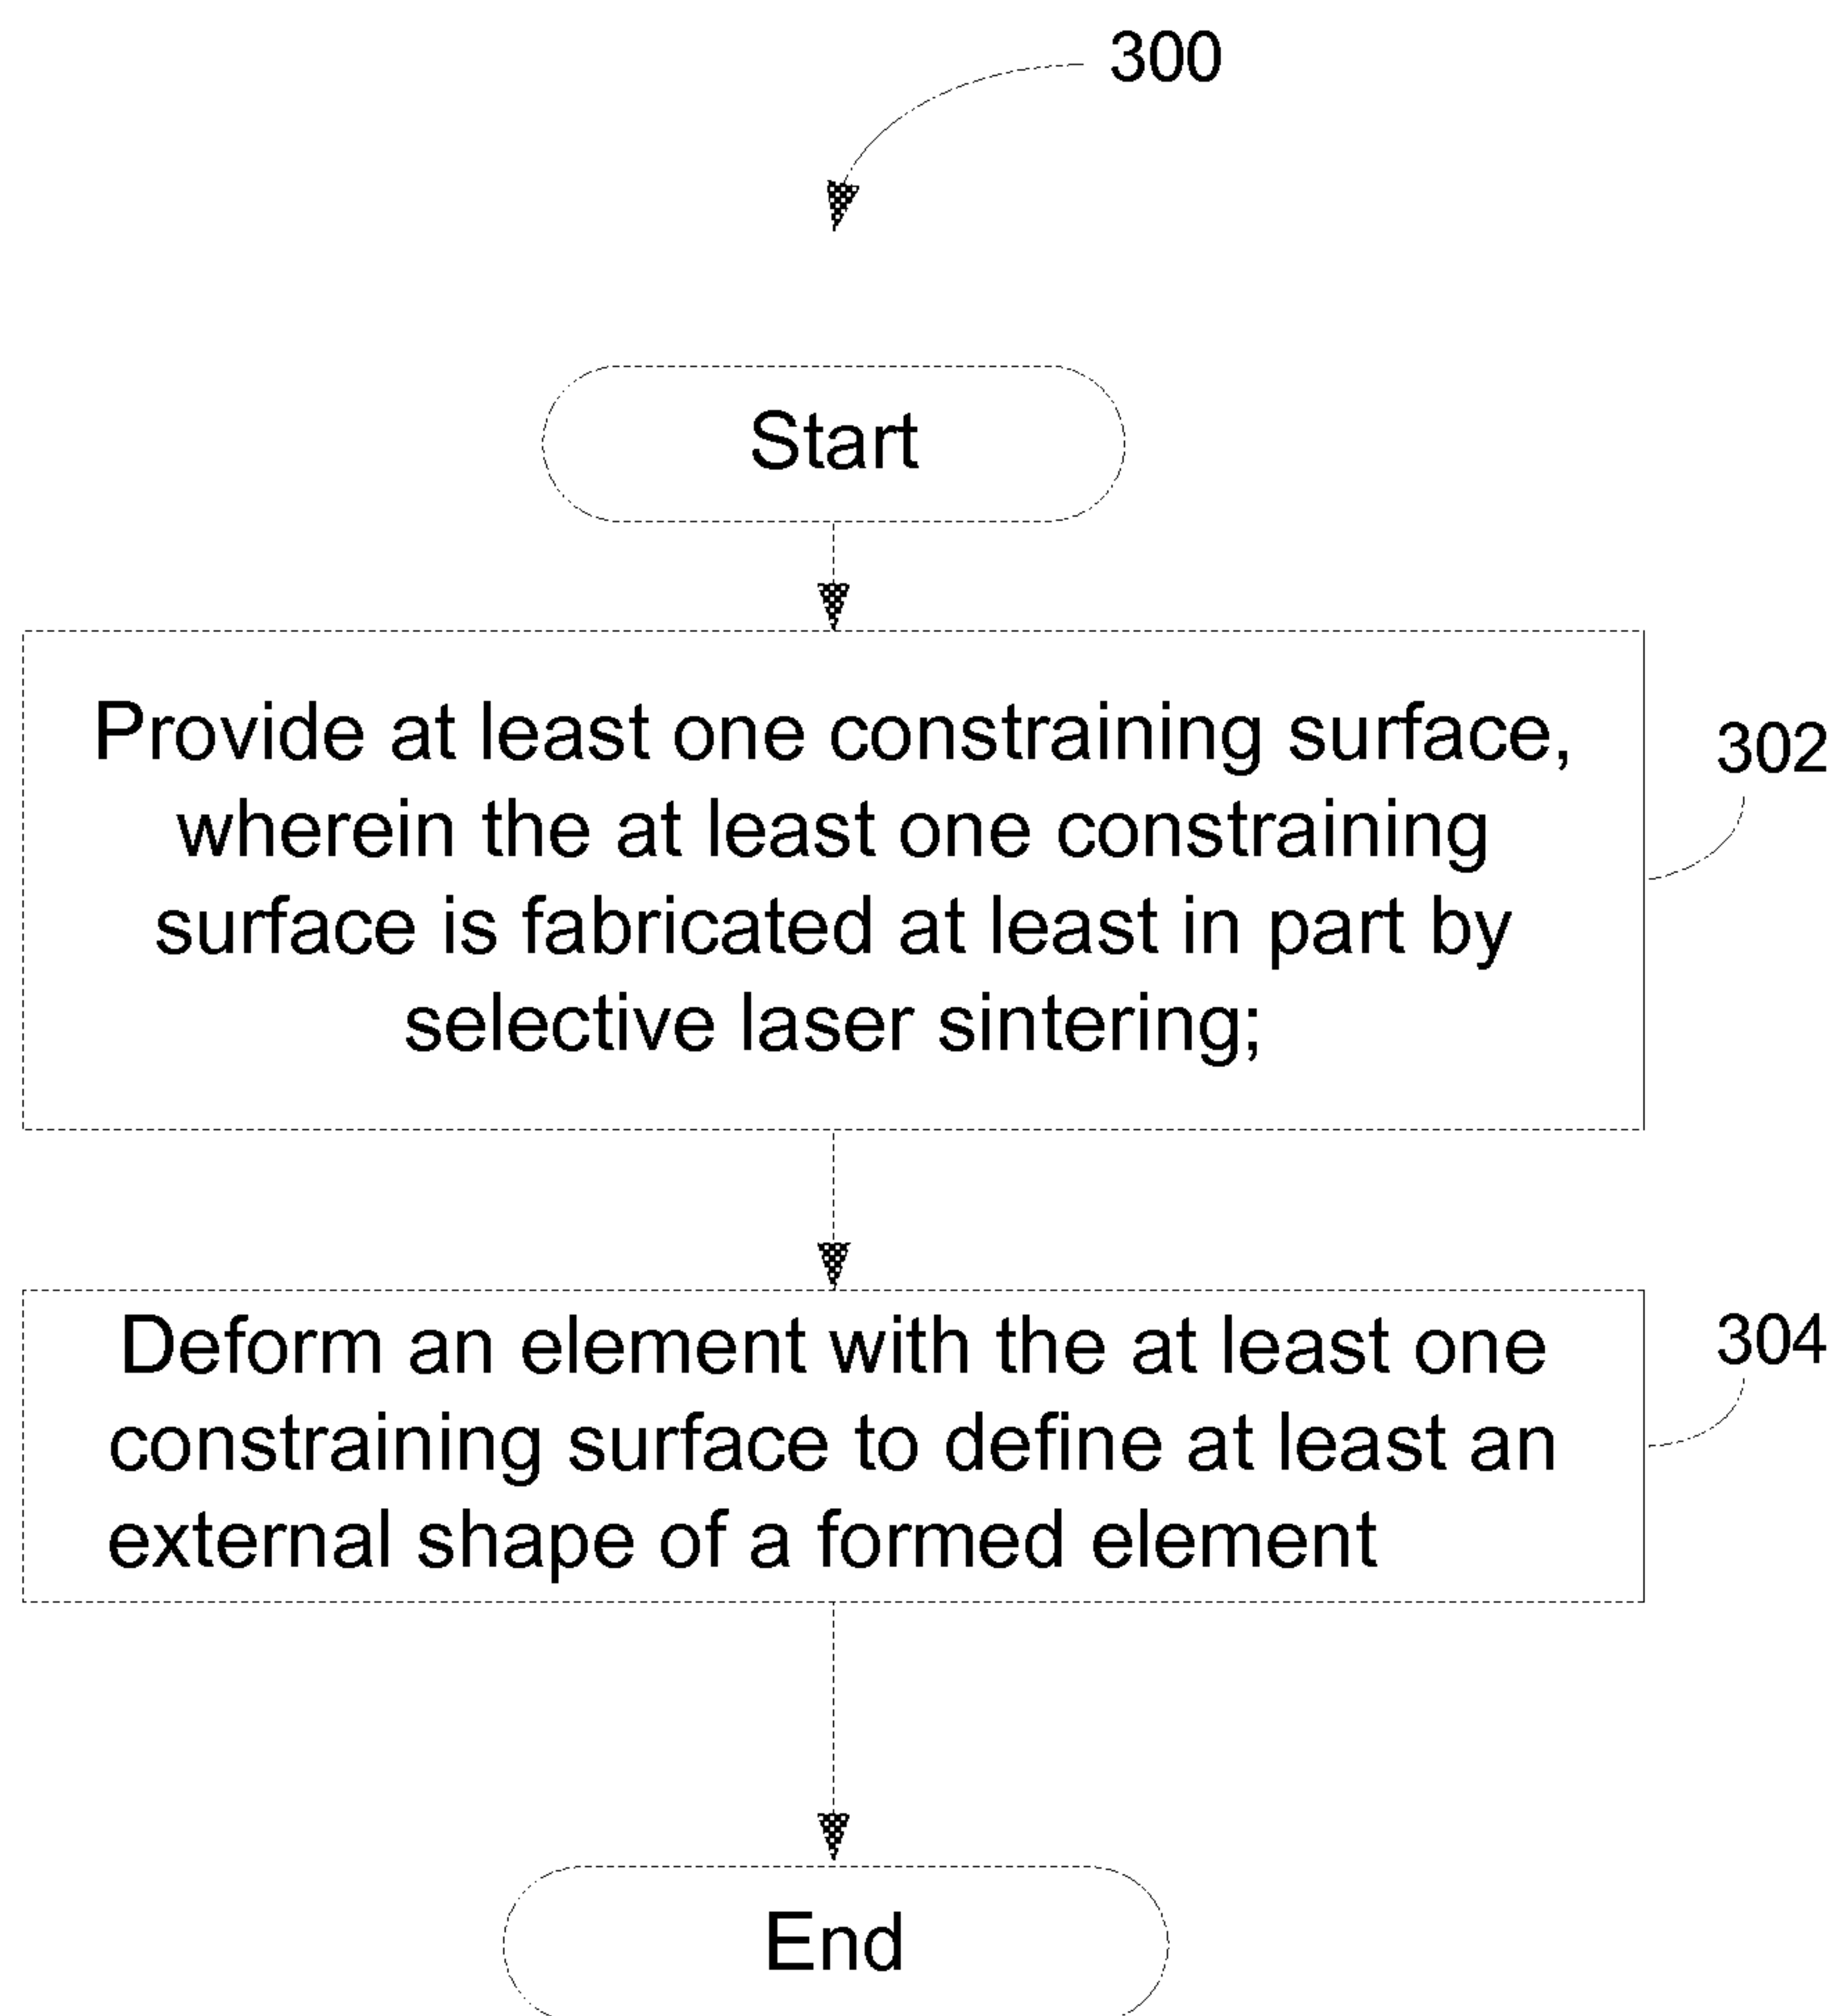 300
Start
Provide at least one constraining surface,
wherein the at least one constraining
surface is fabricated at least in part by
selective laser sintering;
302
Deform an element with the at least one
constraining surface to define at least an
external shape of a formed element
304
End